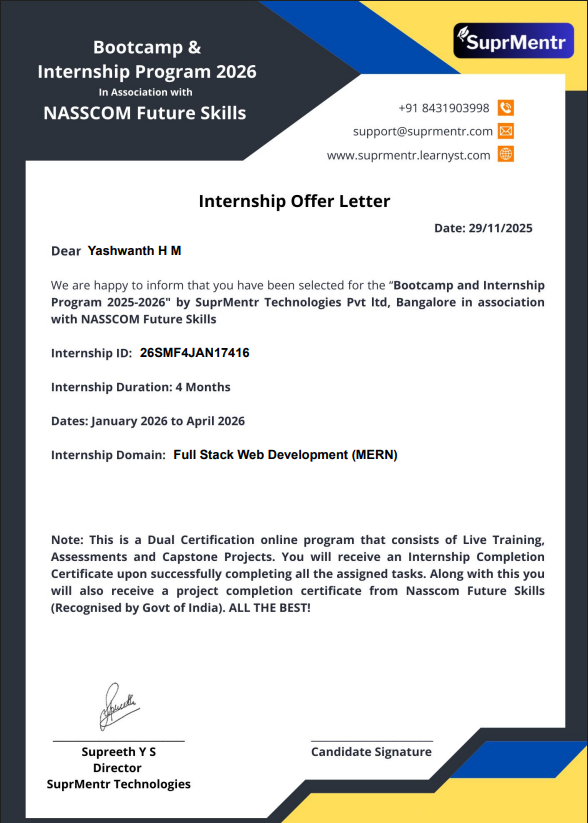 Bootcamp &
Internship Program 2026
In Association with
NASSCOM Future Skills
SuprMentr
+91 8431903998
support@suprmentr.com
www.suprmentr.learnyst.com
Internship Offer Letter
Date: 29/11/2025
Dear Yashwanth H M
We are happy to inform that you have been selected for the "Bootcamp and Internship
Program 2025-2026" by SuprMentr Technologies Pvt ltd, Bangalore in association
with NASSCOM Future Skills
Internship ID: 26SMF4JAN17416
Internship Duration: 4 Months
Dates: January 2026 to April 2026
Internship Domain: Full Stack Web Development (MERN)
Note: This is a Dual Certification online program that consists of Live Training,
Assessments and Capstone Projects. You will receive an Internship Completion
Certificate upon successfully completing all the assigned tasks. Along with this you
will also receive a project completion certificate from Nasscom Future Skills
(Recognised by Govt of India). ALL THE BEST!
Supreeth Y S
Director
SuprMentr Technologies
Candidate Signature